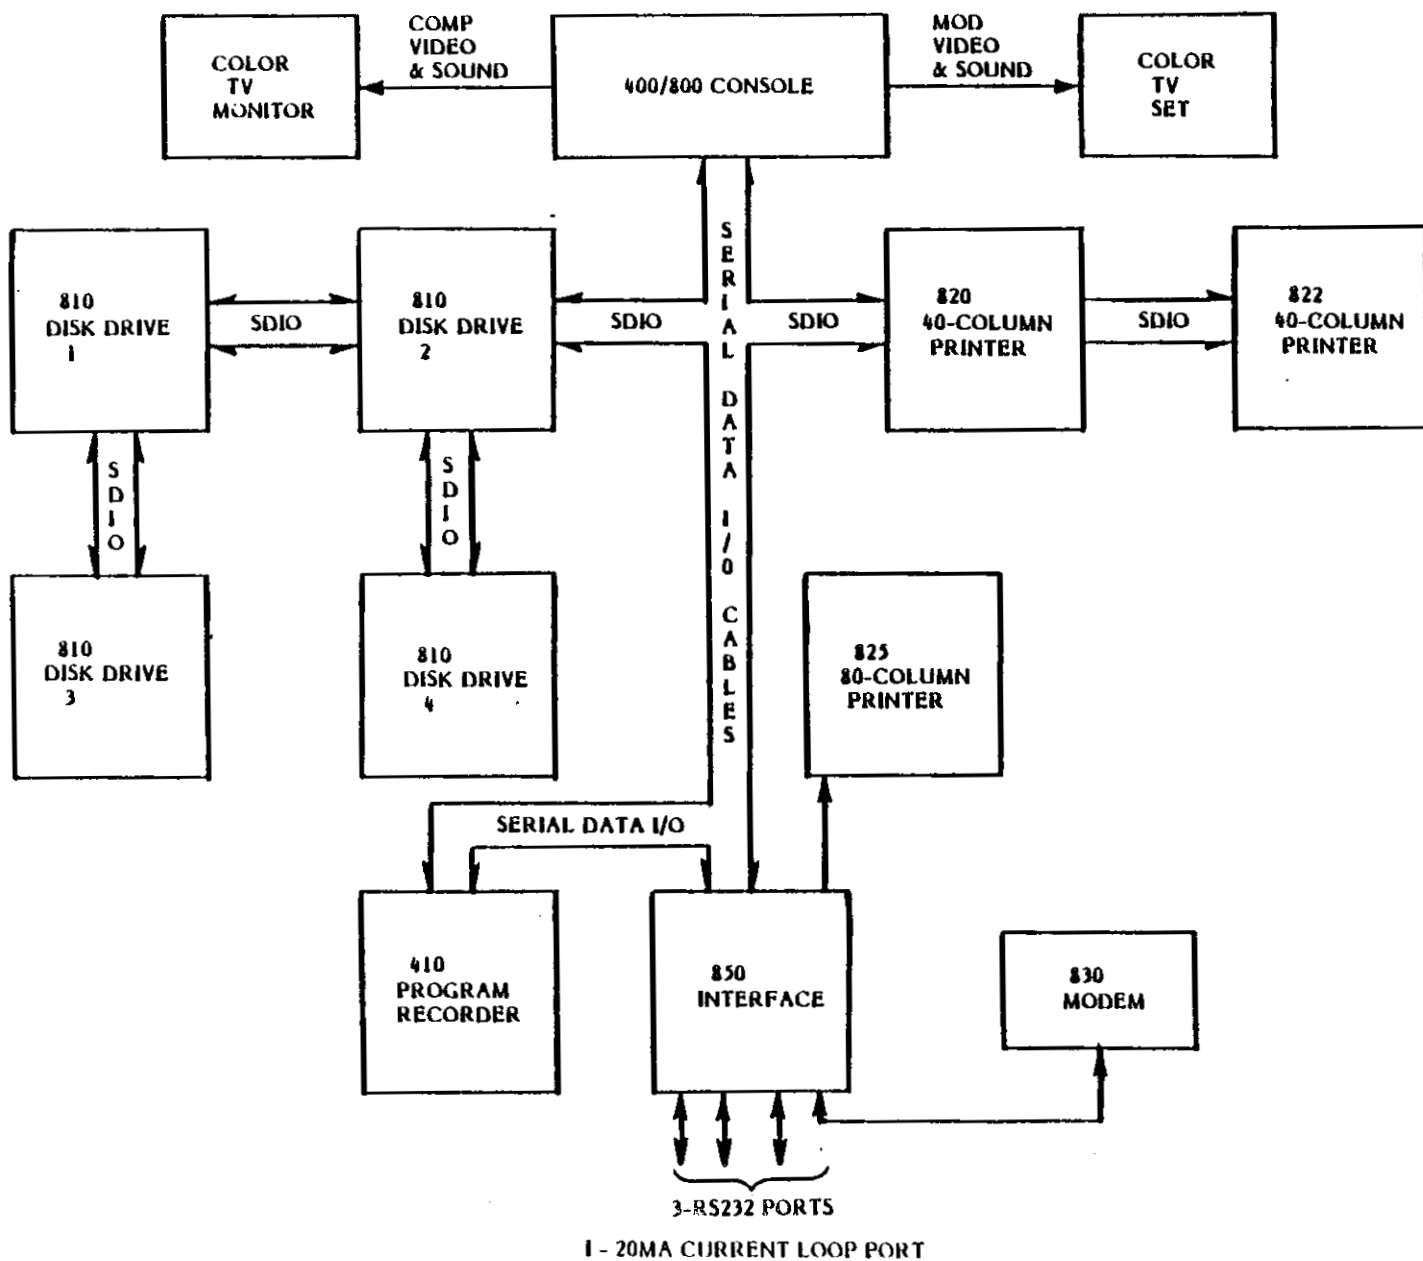 COLOR
TV
MONITOR
COMP
VIDEO
& SOUND
400/800 CONSOLE
MOD
VIDEO
& SOUND
COLOR
TV
SET
810
DISK DRIVE
1
SDIO
810
DISK DRIVE
2
SDIO
SERIAL DATA I/O CABLES
SDIO
820
40-COLUMN
PRINTER
SDIO
822
40-COLUMN
PRINTER
SDIO
SDIO
810
DISK DRIVE
3
810
DISK DRIVE
4
825
80-COLUMN
PRINTER
SERIAL DATA I/O
410
PROGRAM
RECORDER
850
INTERFACE
830
MODEM
3-RS232 PORTS
1 - 20MA CURRENT LOOP PORT